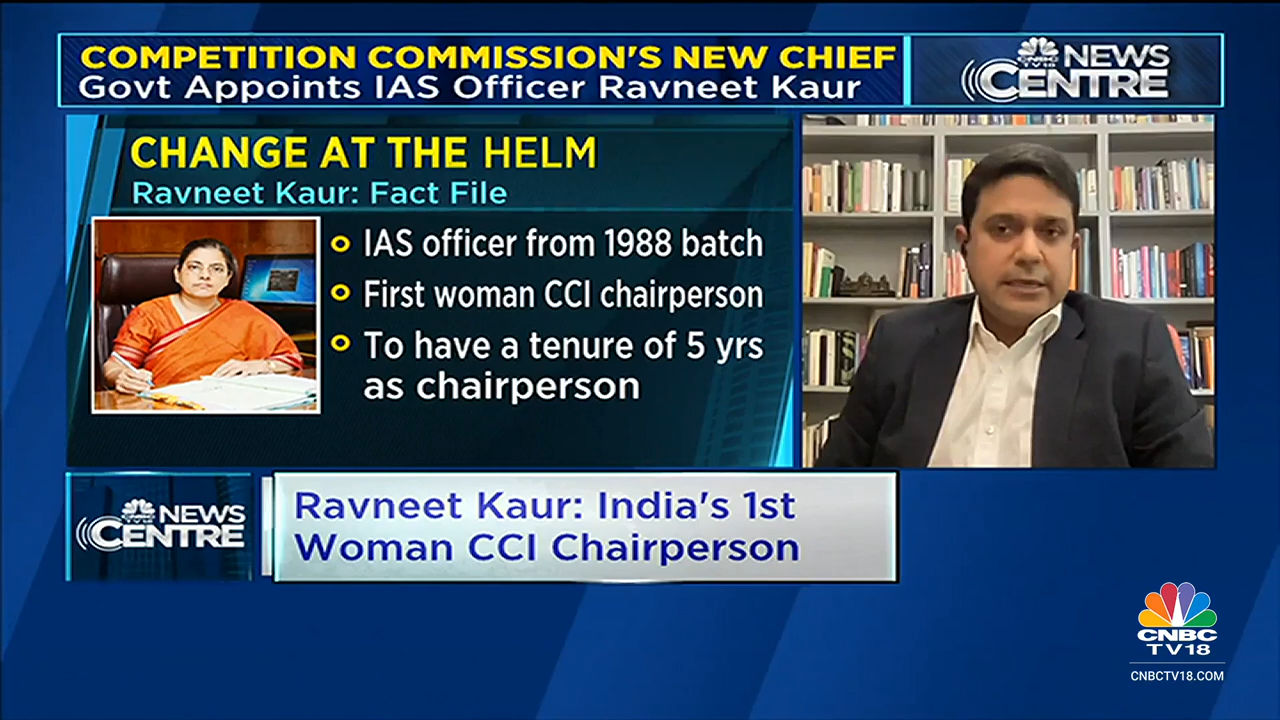 COMPETITION COMMISSION'S NEW CHIEF
Govt Appoints IAS Officer Ravneet Kaur
CNBC
TV18
NEWS
CENTRE
CHANGE AT THE HELM
Ravneet Kaur: Fact File
IAS officer from 1988 batch
First woman CCI chairperson
To have a tenure of 5 yrs
as chairperson
CNBC
TV18
NEWS
CENTRE
Ravneet Kaur: India's 1st
Woman CCI Chairperson
CNBC
TV18
CNBCTV18.COM